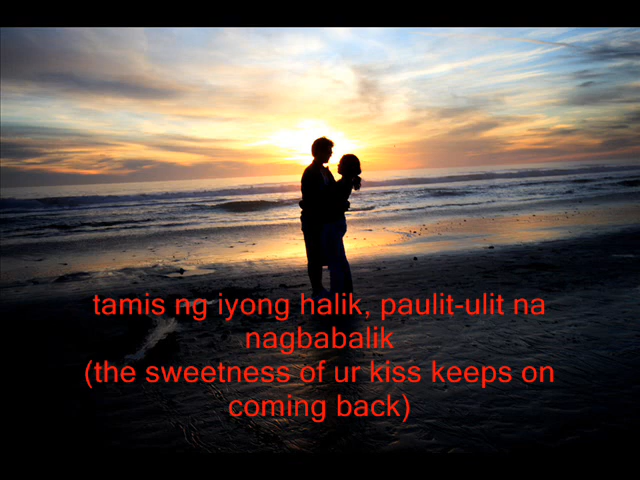 tamis ng iyong halik, paulit-ulit na
nagbabalik
(the sweetness of ur kiss keeps on
coming back)